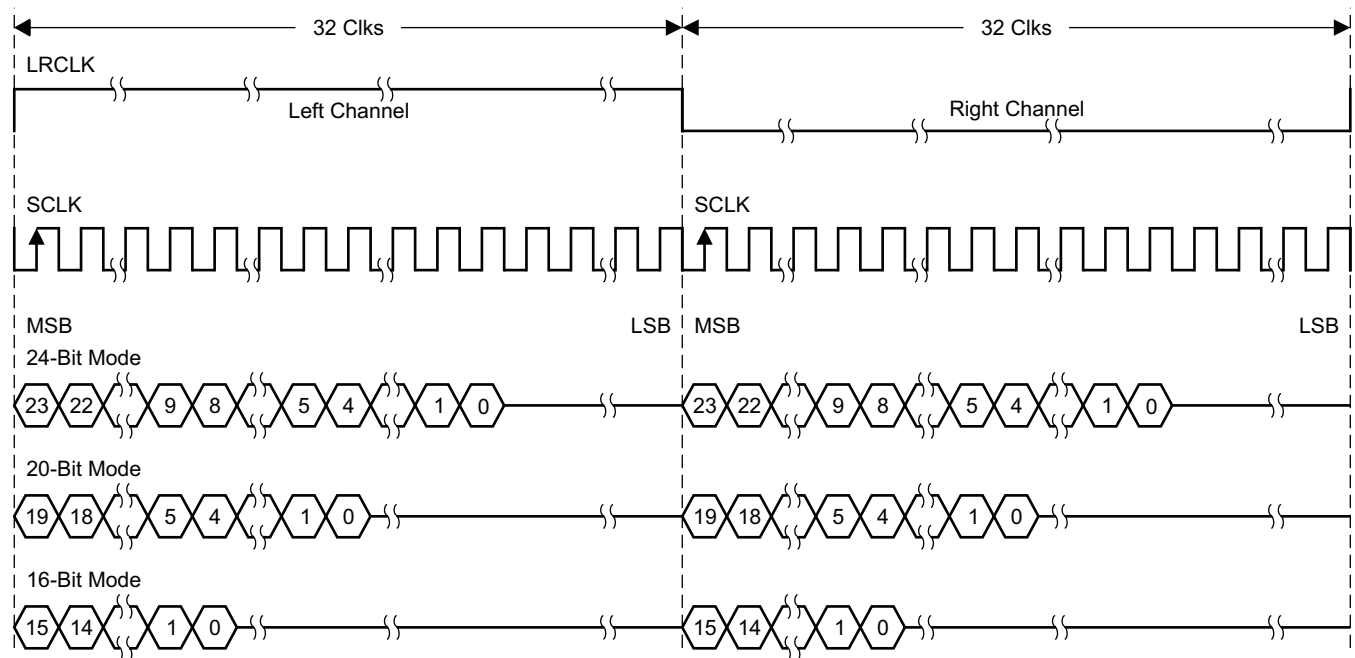 32 Clks 32 Clks
LRCLK
Left Channel Right Channel
SCLK SCLK
MSB LSB MSB LSB
24-Bit Mode
23 22 9 8 5 4 1 0 23 22 9 8 5 4 1 0
20-Bit Mode
19 18 5 4 1 0 19 18 5 4 1 0
16-Bit Mode
15 14 1 0 15 14 1 0